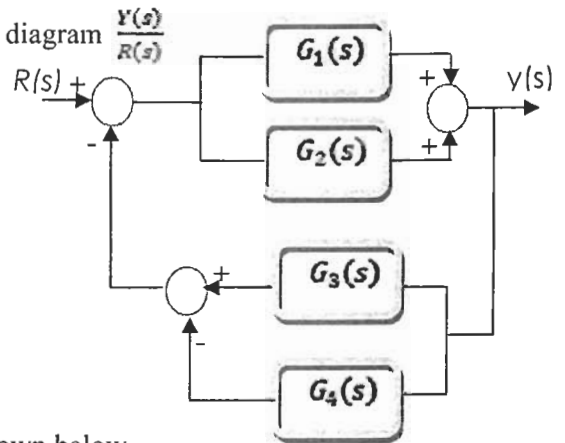 diagram Y(s)/R(s)
G₁(s)
R(s) + + y(s)
G₂(s)
- +
+ G₃(s)
-
G₄(s)